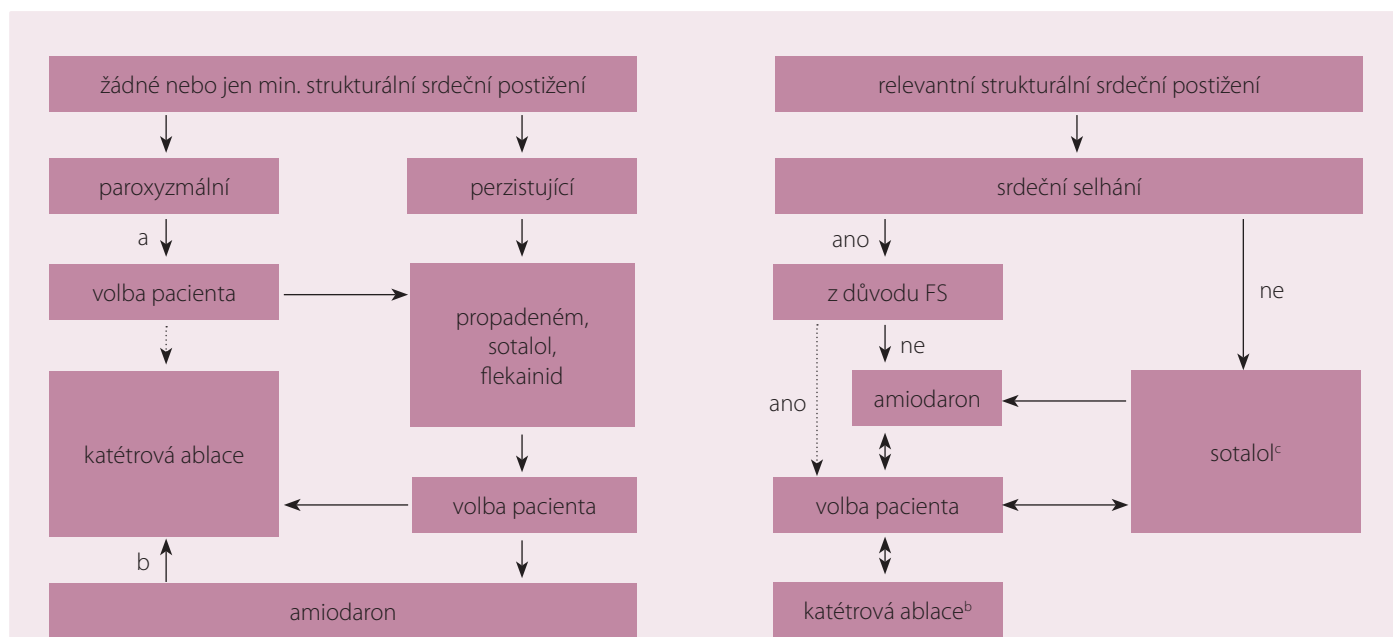 žádné nebo jen min. strukturální srdeční postižení
paroxyzmální
perzistující
a
volba pacienta
propadeném,
sotalol,
flekainid
katétrová ablace
volba pacienta
b
amiodaron
relevantní strukturální srdeční postižení
srdeční selhání
ano
ne
z důvodu FS
ne
ano
amiodaron
sotalolᶜ
volba pacienta
katétrová ablaceᵇ